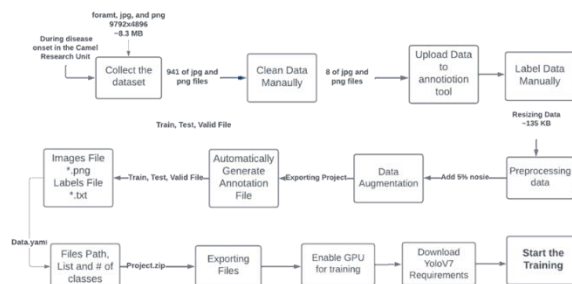 foramt, jpg, and png
9792x4896
~8.3 MB
During disease
onset in the Camel
Research Unit
Collect the
dataset
941 of jpg and
png files
Clean Data
Manaully
8 of jpg and
png files
Upload Data
to
annotiotion
tool
Label Data
Manually
Resizing Data
~135 KB
Train, Test, Valid File
Images File
*.png
Labels File
*.txt
Train, Test, Valid File
Automatically
Generate
Annotation
File
Exporting Project
Data
Augmentation
Add 5% nosie
Preprocessing
data
Data.yaml
Files Path,
List and # of
classes
Project.zip
Exporting
Files
Enable GPU
for training
Download
YoloV7
Requirements
Start the
Training